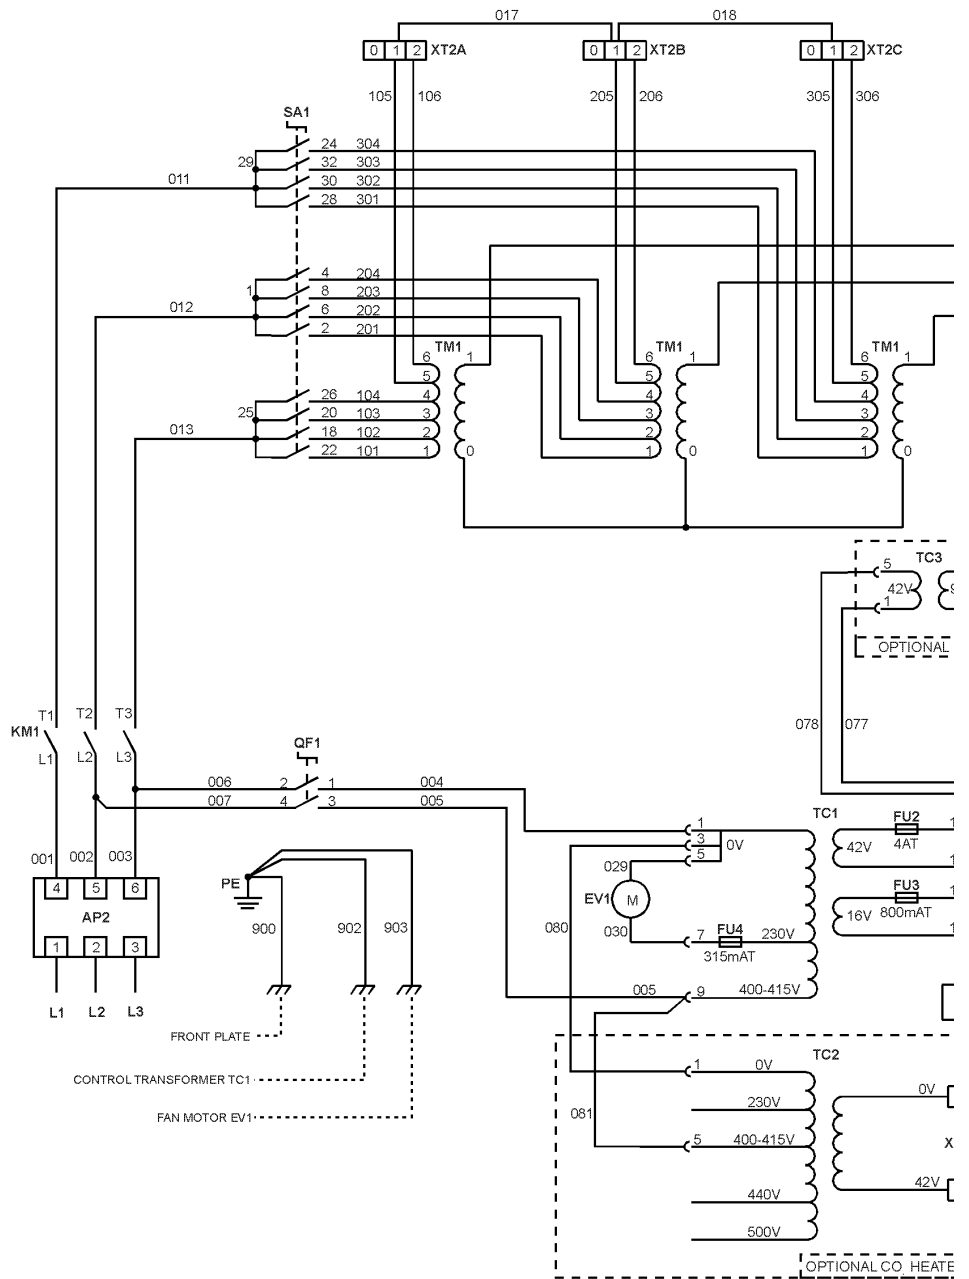 017 018
0 1 2 XT2A 0 1 2 XT2B 0 1 2 XT2C
105 106 205 206 305 306
SA1
24 304
29 32 303
011 30 302
28 301
4 204
1 8 203
012 6 202
2 201
TM1 TM1 TM1
6 1 6 1 6 1
5 5 5
26 104 4 4 4
25 20 103 3 3 3
013 18 102 2 2 2
22 101 1 0 1 0 1 0
TC3
5
42V 9
1
OPTIONAL
T1 T2 T3
KM1
L1 L2 L3
078 077
QF1
006 2 1 004
007 4 3 005
TC1 FU2
1 1
3 0V 42V 4AT
5 1
029
001 002 003
4 5 6
PE
EV1 M
FU3
1
16V 800mAT
1
AP2
900 902 903
080 030 7 FU4 230V
315mAT
1 2 3
005 9 400-415V
L1 L2 L3
FRONT PLATE
TC2
1 0V
CONTROL TRANSFORMER TC1
0V
230V
FAN MOTOR EV1
081 5 400-415V
X
42V
440V
500V
OPTIONAL CO HEATE